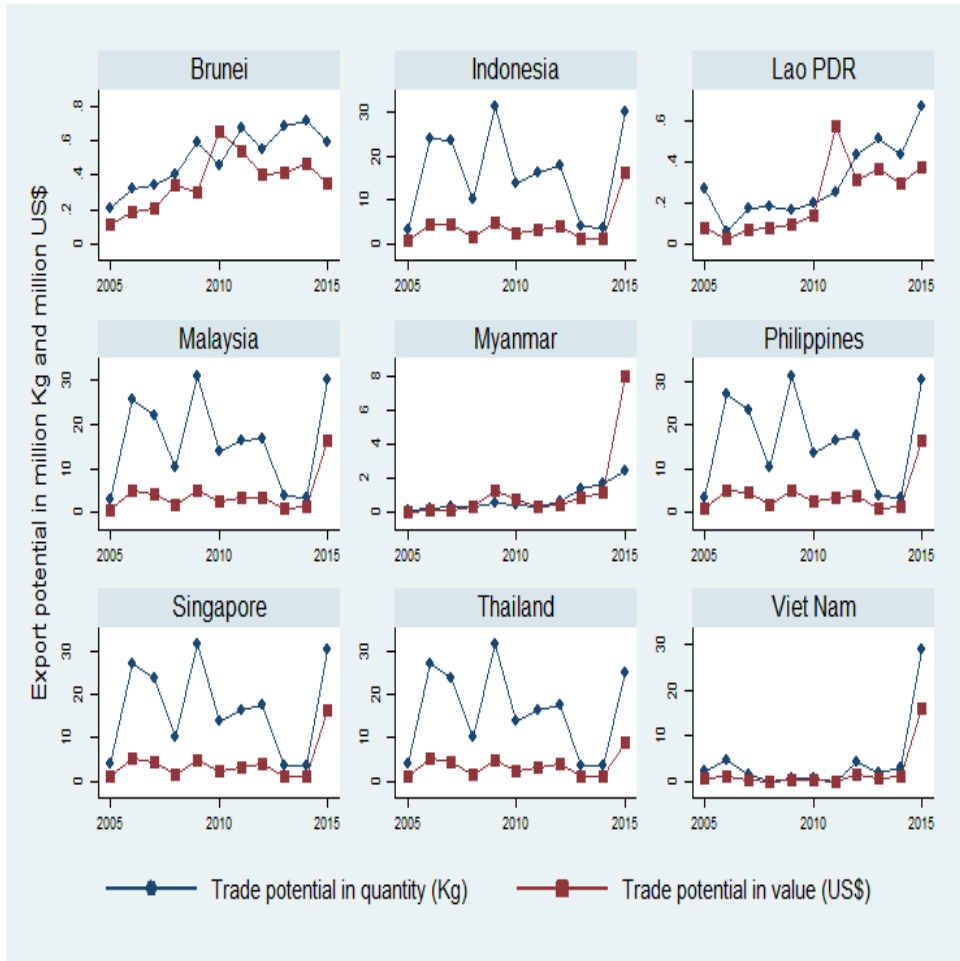 Export potential in million Kg and million US$
Brunei
.8
.6
.4
.2
0
2005 2010 2015
Indonesia
30
20
10
0
2005 2010 2015
Lao PDR
.6
.4
.2
0
2005 2010 2015
Malaysia
30
20
10
0
2005 2010 2015
Myanmar
8
6
4
2
0
2005 2010 2015
Philippines
30
20
10
0
2005 2010 2015
Singapore
30
20
10
0
2005 2010 2015
Thailand
30
20
10
0
2005 2010 2015
Viet Nam
30
20
10
0
2005 2010 2015
Trade potential in quantity (Kg) Trade potential in value (US$)